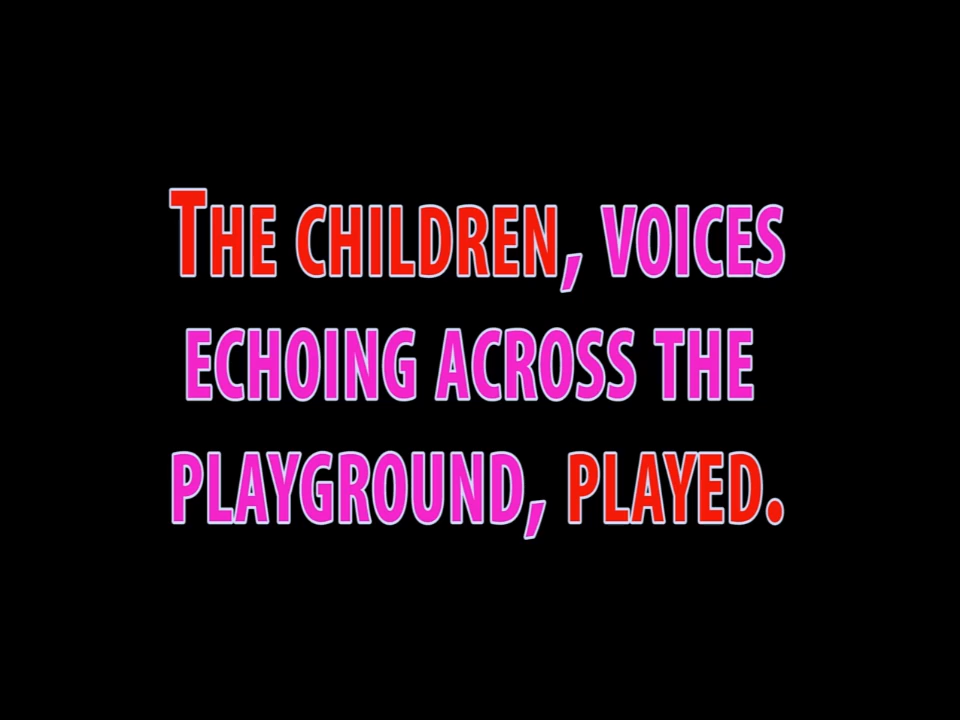 The children, voices
echoing across the
playground, played.